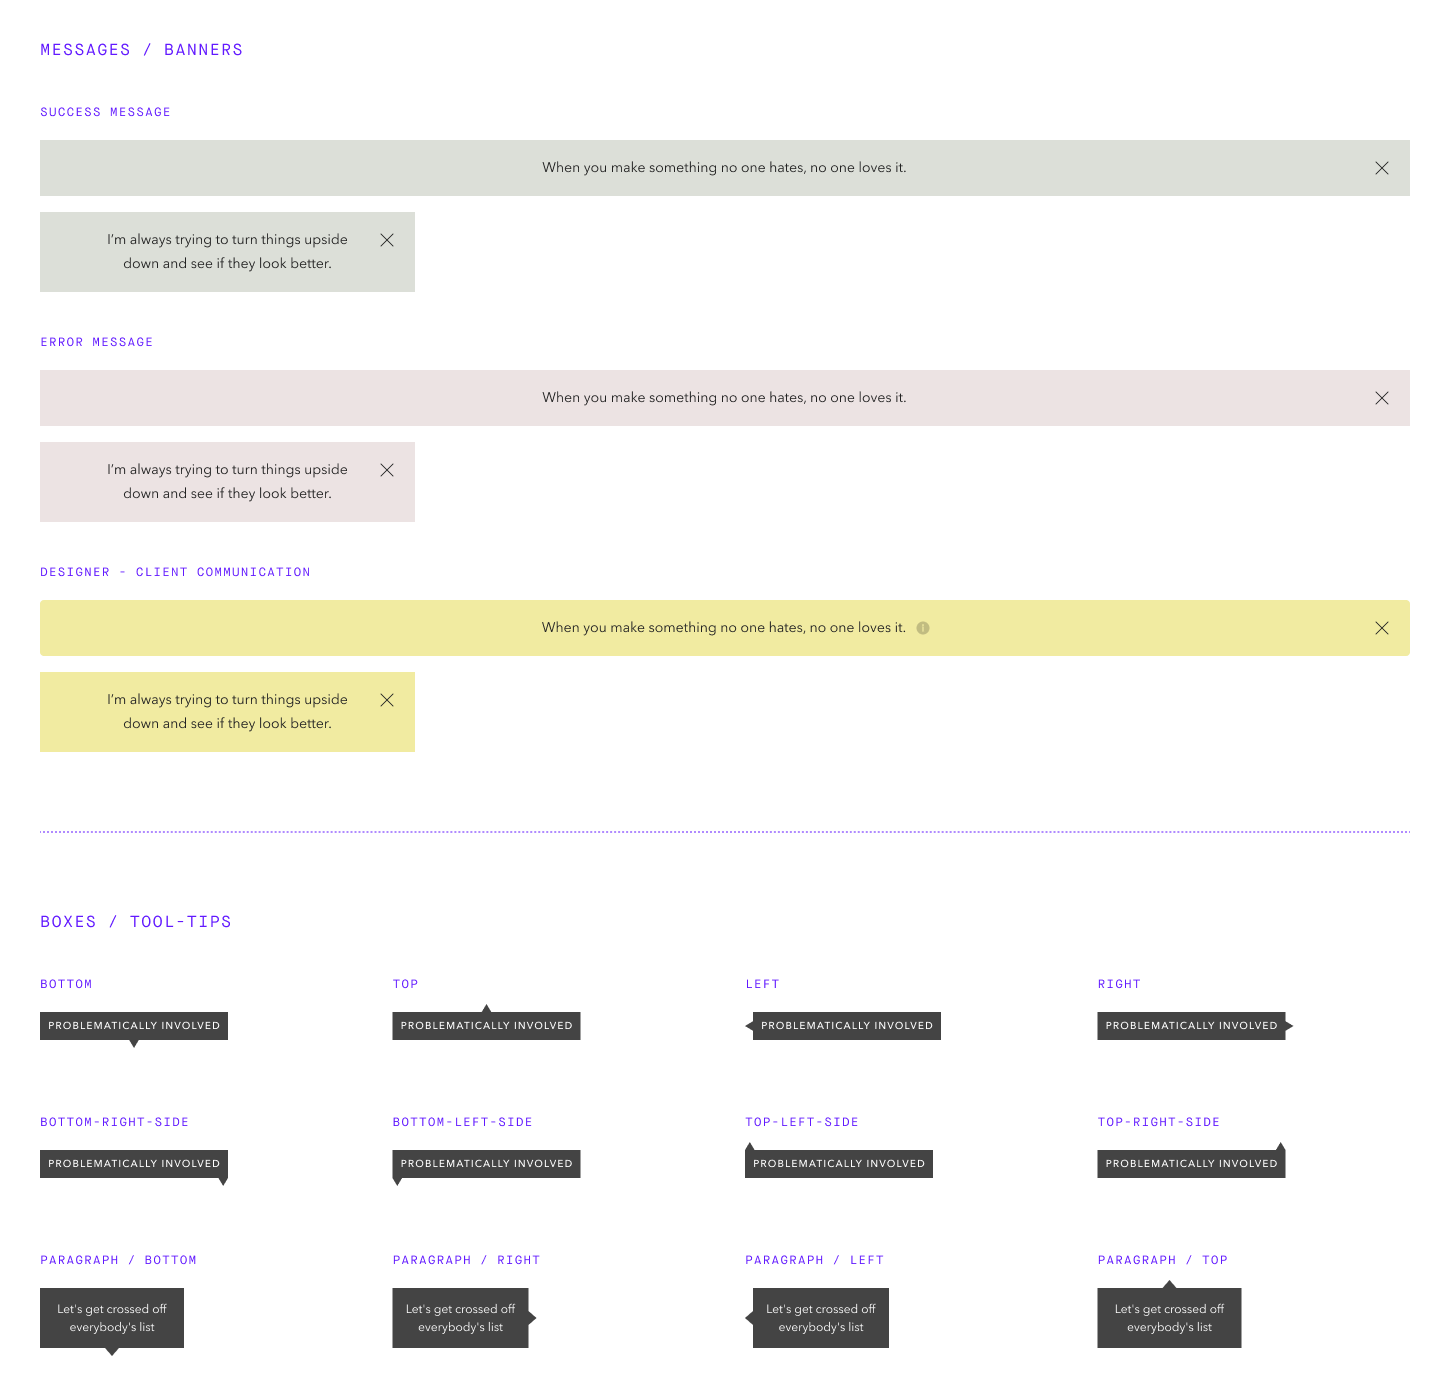 MESSAGES / BANNERS
SUCCESS MESSAGE
When you make something no one hates, no one loves it.
I'm always trying to turn things upside
down and see if they look better.
ERROR MESSAGE
When you make something no one hates, no one loves it.
I'm always trying to turn things upside
down and see if they look better.
DESIGNER - CLIENT COMMUNICATION
When you make something no one hates, no one loves it.
I'm always trying to turn things upside
down and see if they look better.
BOXES / TOOL-TIPS
BOTTOM
TOP
LEFT
RIGHT
PROBLEMATICALLY INVOLVED
PROBLEMATICALLY INVOLVED
PROBLEMATICALLY INVOLVED
PROBLEMATICALLY INVOLVED
BOTTOM-RIGHT-SIDE
BOTTOM-LEFT-SIDE
TOP-LEFT-SIDE
TOP-RIGHT-SIDE
PROBLEMATICALLY INVOLVED
PROBLEMATICALLY INVOLVED
PROBLEMATICALLY INVOLVED
PROBLEMATICALLY INVOLVED
PARAGRAPH / BOTTOM
PARAGRAPH / RIGHT
PARAGRAPH / LEFT
PARAGRAPH / TOP
Let's get crossed off
everybody's list
Let's get crossed off
everybody's list
Let's get crossed off
everybody's list
Let's get crossed off
everybody's list